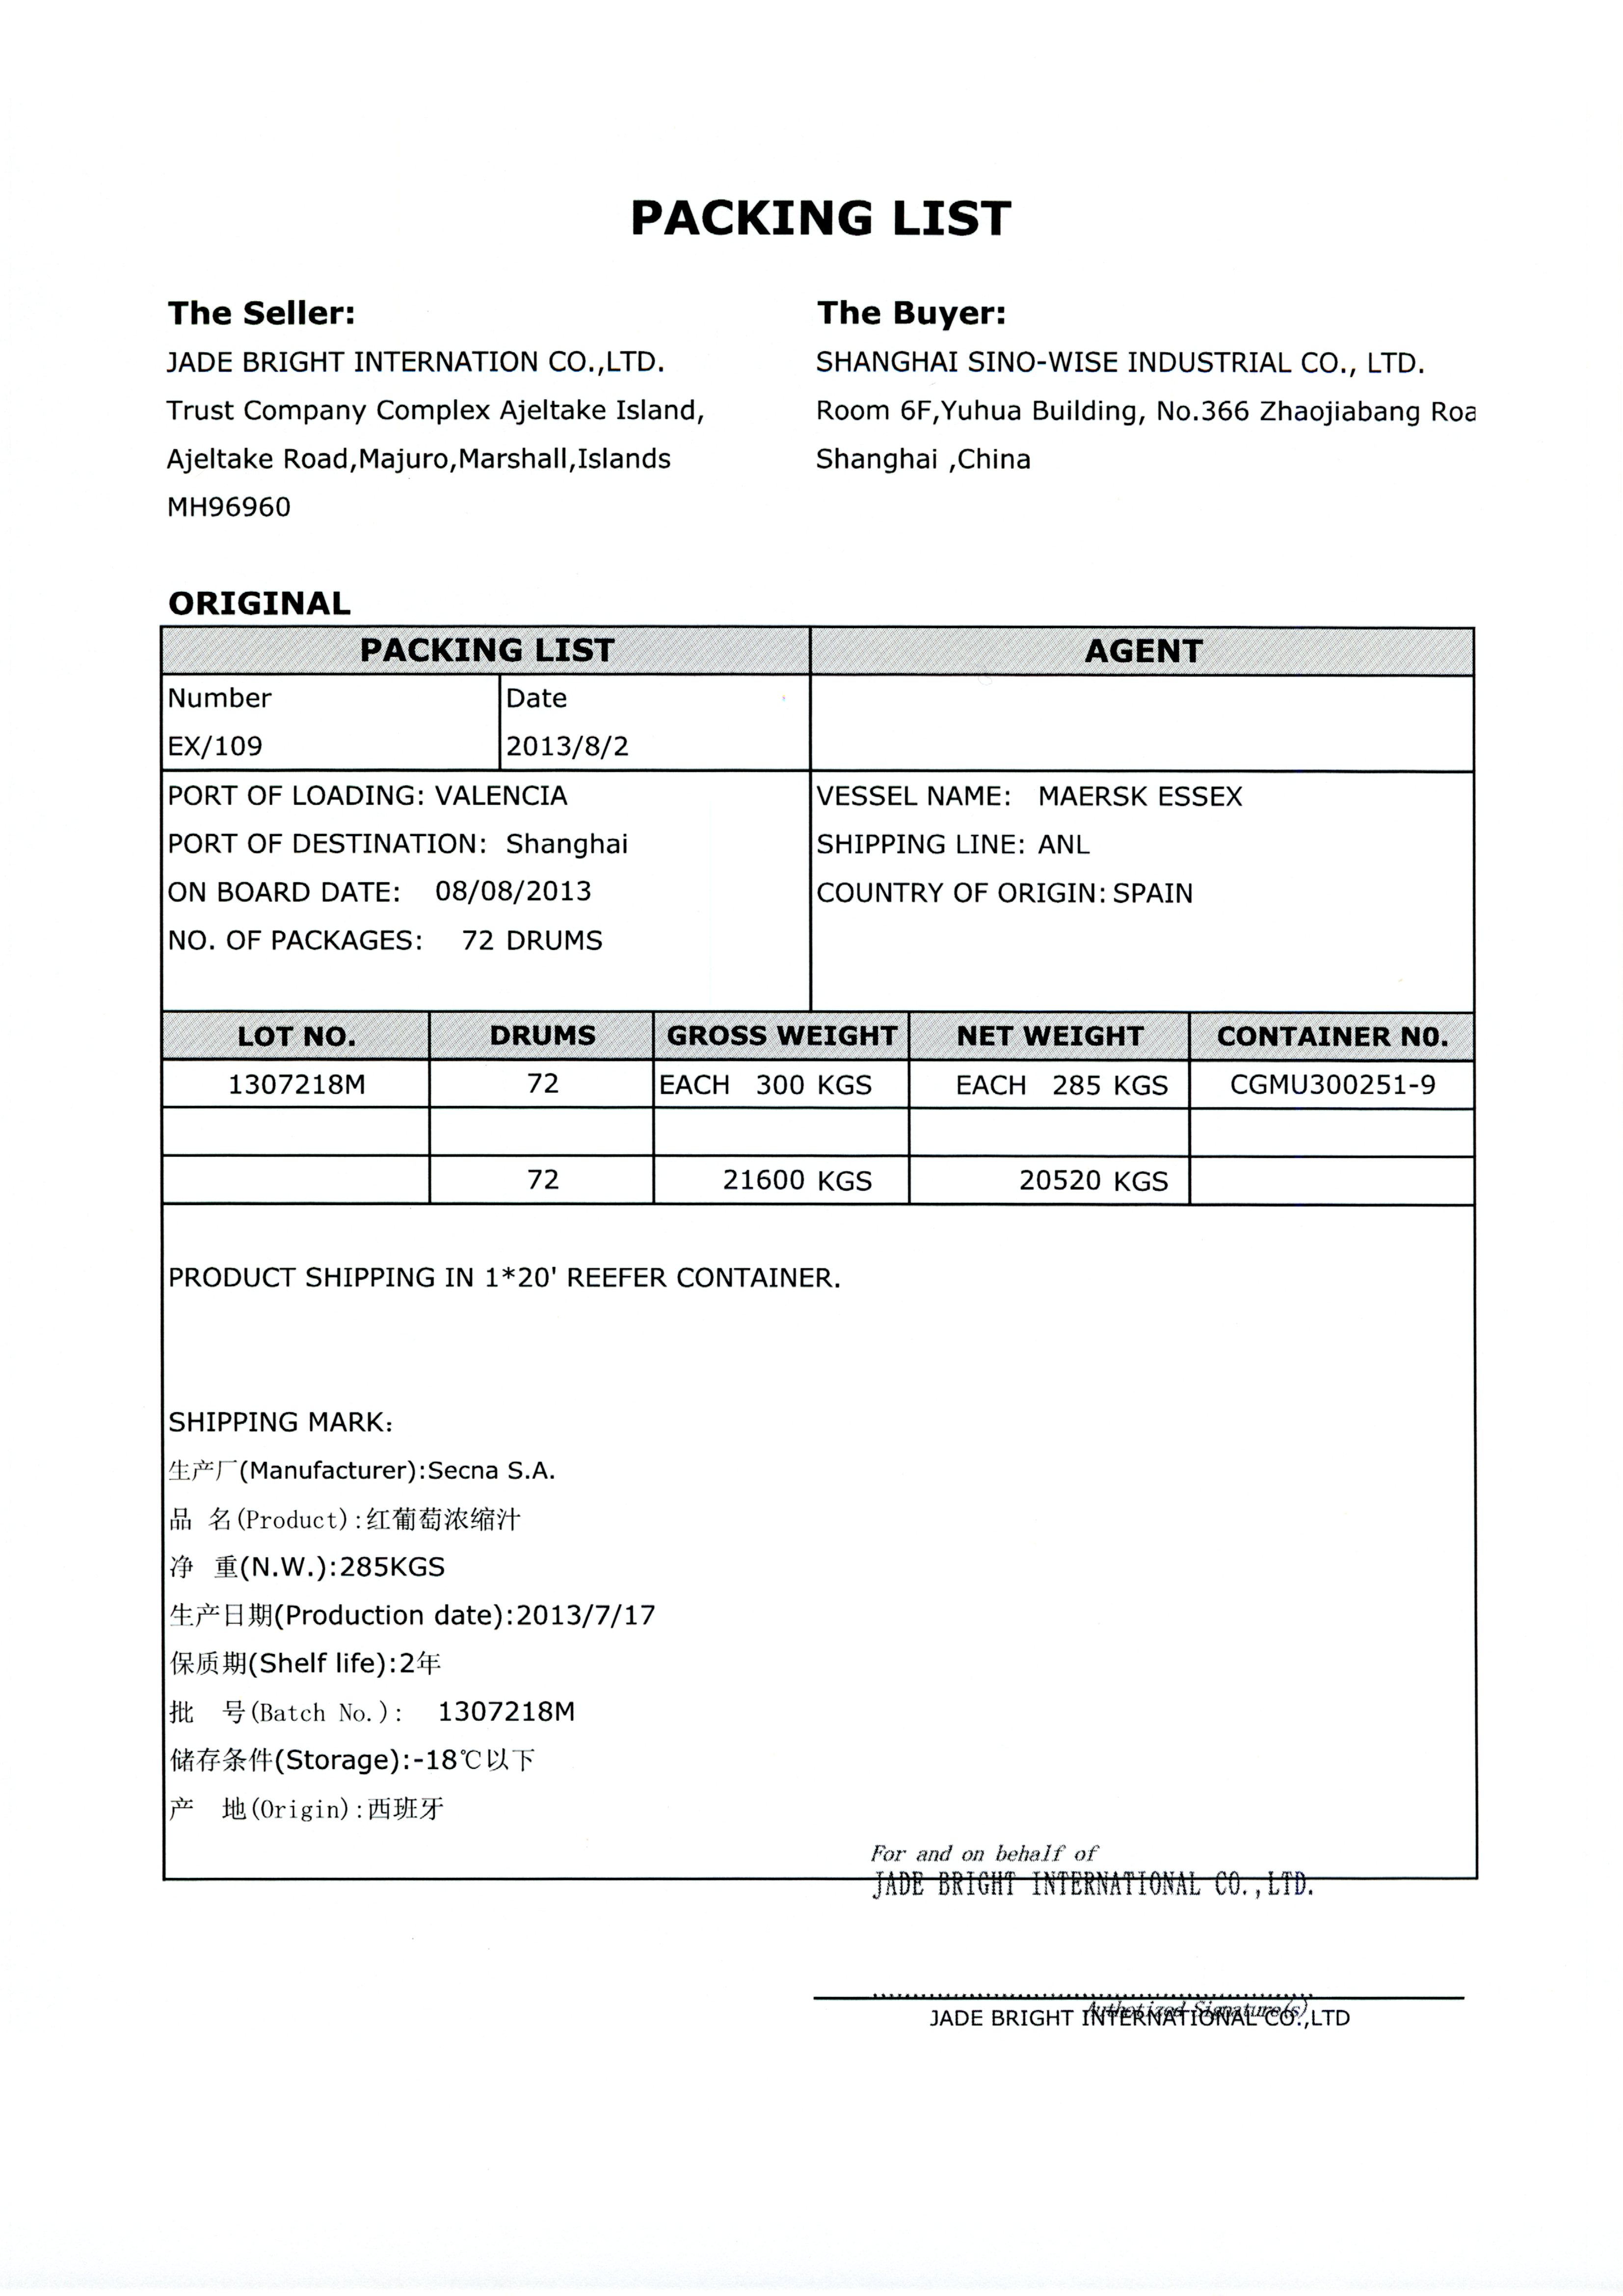 PACKING LIST
The Seller:
The Buyer:
JADE BRIGHT INTERNATION CO.,LTD.
SHANGHAI SINO-WISE INDUSTRIAL CO., LTD.
Trust Company Complex Ajeltake Island,
Room 6F,Yuhua Building, No.366 Zhaojiabang Roa
Ajeltake Road,Majuro,Marshall,Islands
Shanghai ,China
MH96960
ORIGINAL
PACKING LIST AGENT
Number Date
EX/109 2013/8/2
PORT OF LOADING: VALENCIA
VESSEL NAME: MAERSK ESSEX
PORT OF DESTINATION: Shanghai
SHIPPING LINE: ANL
ON BOARD DATE: 08/08/2013
COUNTRY OF ORIGIN: SPAIN
NO. OF PACKAGES: 72 DRUMS
LOT NO. DRUMS GROSS WEIGHT NET WEIGHT CONTAINER N0.
1307218M 72 EACH 300 KGS EACH 285 KGS CGMU300251-9
72 21600 KGS 20520 KGS
PRODUCT SHIPPING IN 1*20' REEFER CONTAINER.
SHIPPING MARK:
生产厂(Manufacturer):Secna S.A.
品 名(Product):红葡萄浓缩汁
净 重(N.W.):285KGS
生产日期(Production date):2013/7/17
保质期(Shelf life):2年
批 号(Batch No.): 1307218M
储存条件(Storage):-18℃以下
产 地(Origin):西班牙
For and on behalf of
JADE BRIGHT INTERNATIONAL CO.,LTD.
Authotized Signature(s)
JADE BRIGHT INTERNATIONAL CO.,LTD